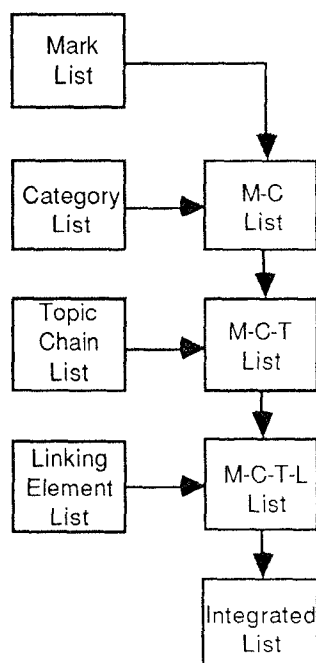 Mark
List
Category
List
M-C
List
Topic
Chain
List
M-C-T
List
Linking
Element
List
M-C-T-L
List
Integrated
List